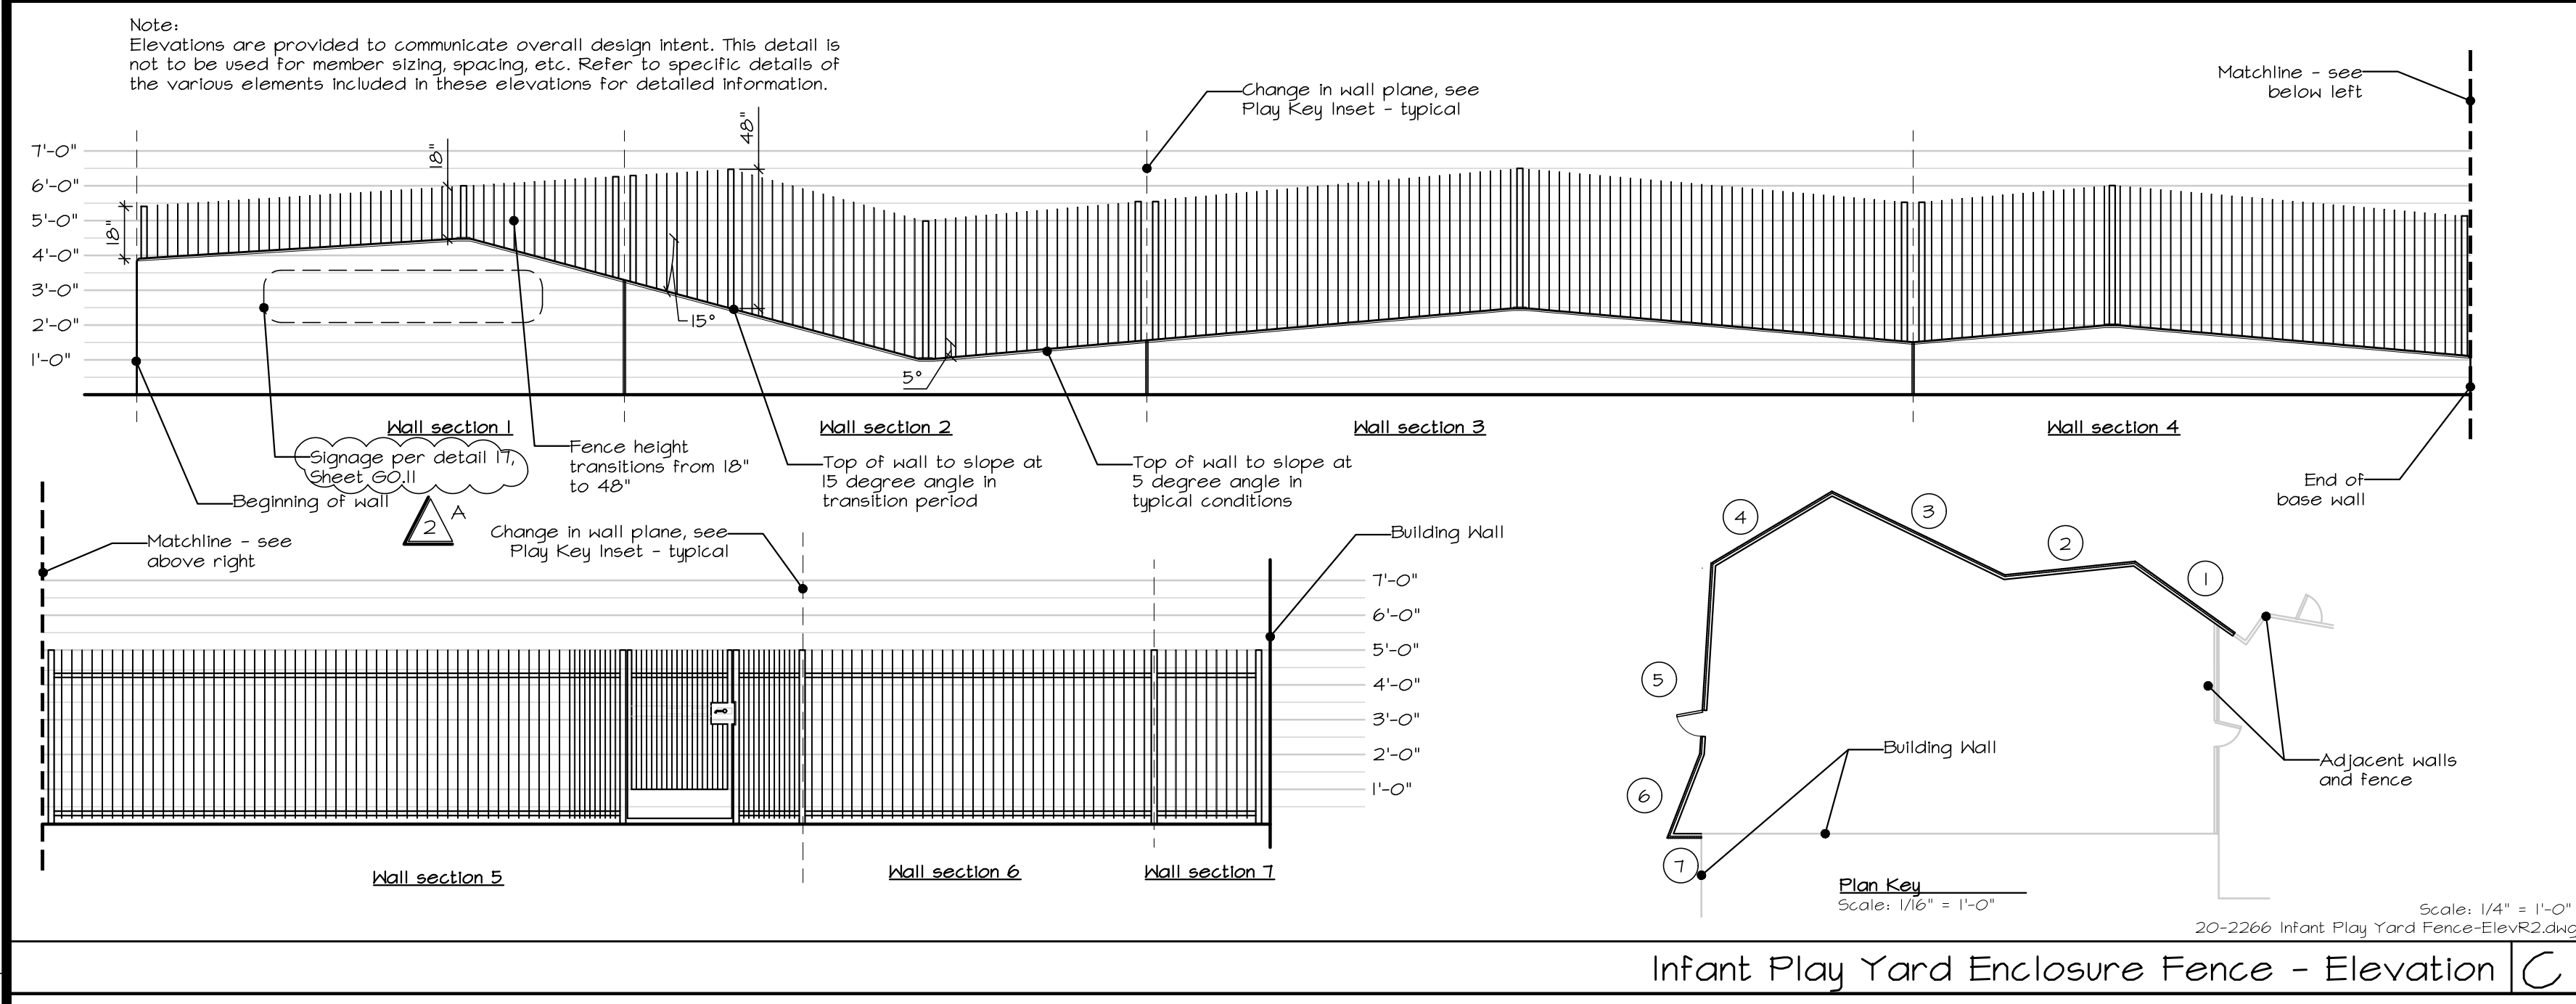 Note:
Elevations are provided to communicate overall design intent. This detail is
not to be used for member sizing, spacing, etc. Refer to specific details of
the various elements included in these elevations for detailed information.
Change in wall plane, see
Play Key Inset - typical
Matchline - see
below left
7'-0"
6'-0"
5'-0"
4'-0"
3'-0"
2'-0"
1'-0"
18"
18"
48"
15°
5°
Wall section 1
Wall section 2
Wall section 3
Wall section 4
Signage per detail 17,
Sheet G0.11
Beginning of wall
Fence height
transitions from 18"
to 48"
Top of wall to slope at
15 degree angle in
transition period
Top of wall to slope at
5 degree angle in
typical conditions
End of
base wall
2
A
Matchline - see
above right
Change in wall plane, see
Play Key Inset - typical
Building Wall
7'-0"
6'-0"
5'-0"
4'-0"
3'-0"
2'-0"
1'-0"
Wall section 5
Wall section 6
Wall section 7
4
3
2
1
5
6
7
Building Wall
Adjacent walls
and fence
Plan Key
Scale: 1/16" = 1'-0"
Scale: 1/4" = 1'-0"
20-2266 Infant Play Yard Fence-ElevR2.dwg
Infant Play Yard Enclosure Fence - Elevation
C